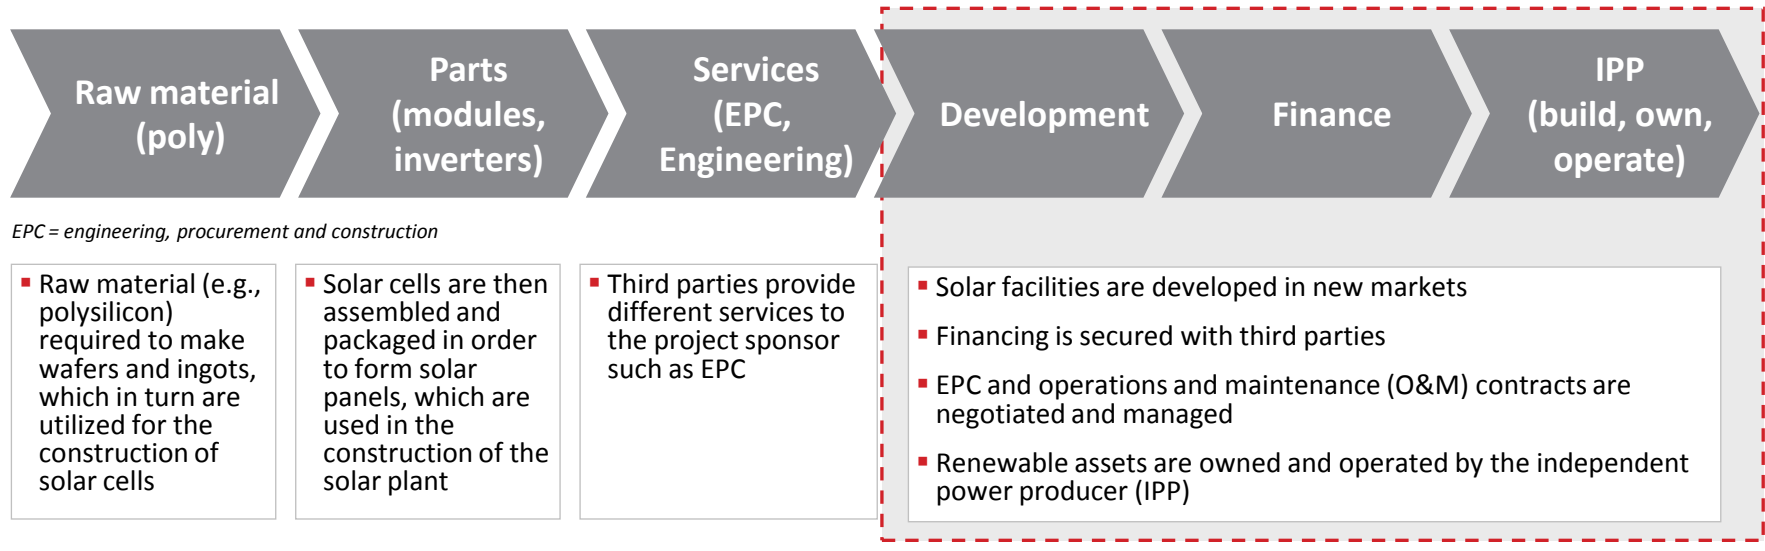 Raw material
(poly)
Parts
(modules,
inverters)
Services
(EPC,
Engineering)
Development
Finance
IPP
(build, own,
operate)
EPC = engineering, procurement and construction
▪ Raw material (e.g.,
polysilicon)
required to make
wafers and ingots,
which in turn are
utilized for the
construction of
solar cells
▪ Solar cells are then
assembled and
packaged in order
to form solar
panels, which are
used in the
construction of the
solar plant
▪ Third parties provide
different services to
the project sponsor
such as EPC
▪ Solar facilities are developed in new markets
▪ Financing is secured with third parties
▪ EPC and operations and maintenance (O&M) contracts are
negotiated and managed
▪ Renewable assets are owned and operated by the independent
power producer (IPP)